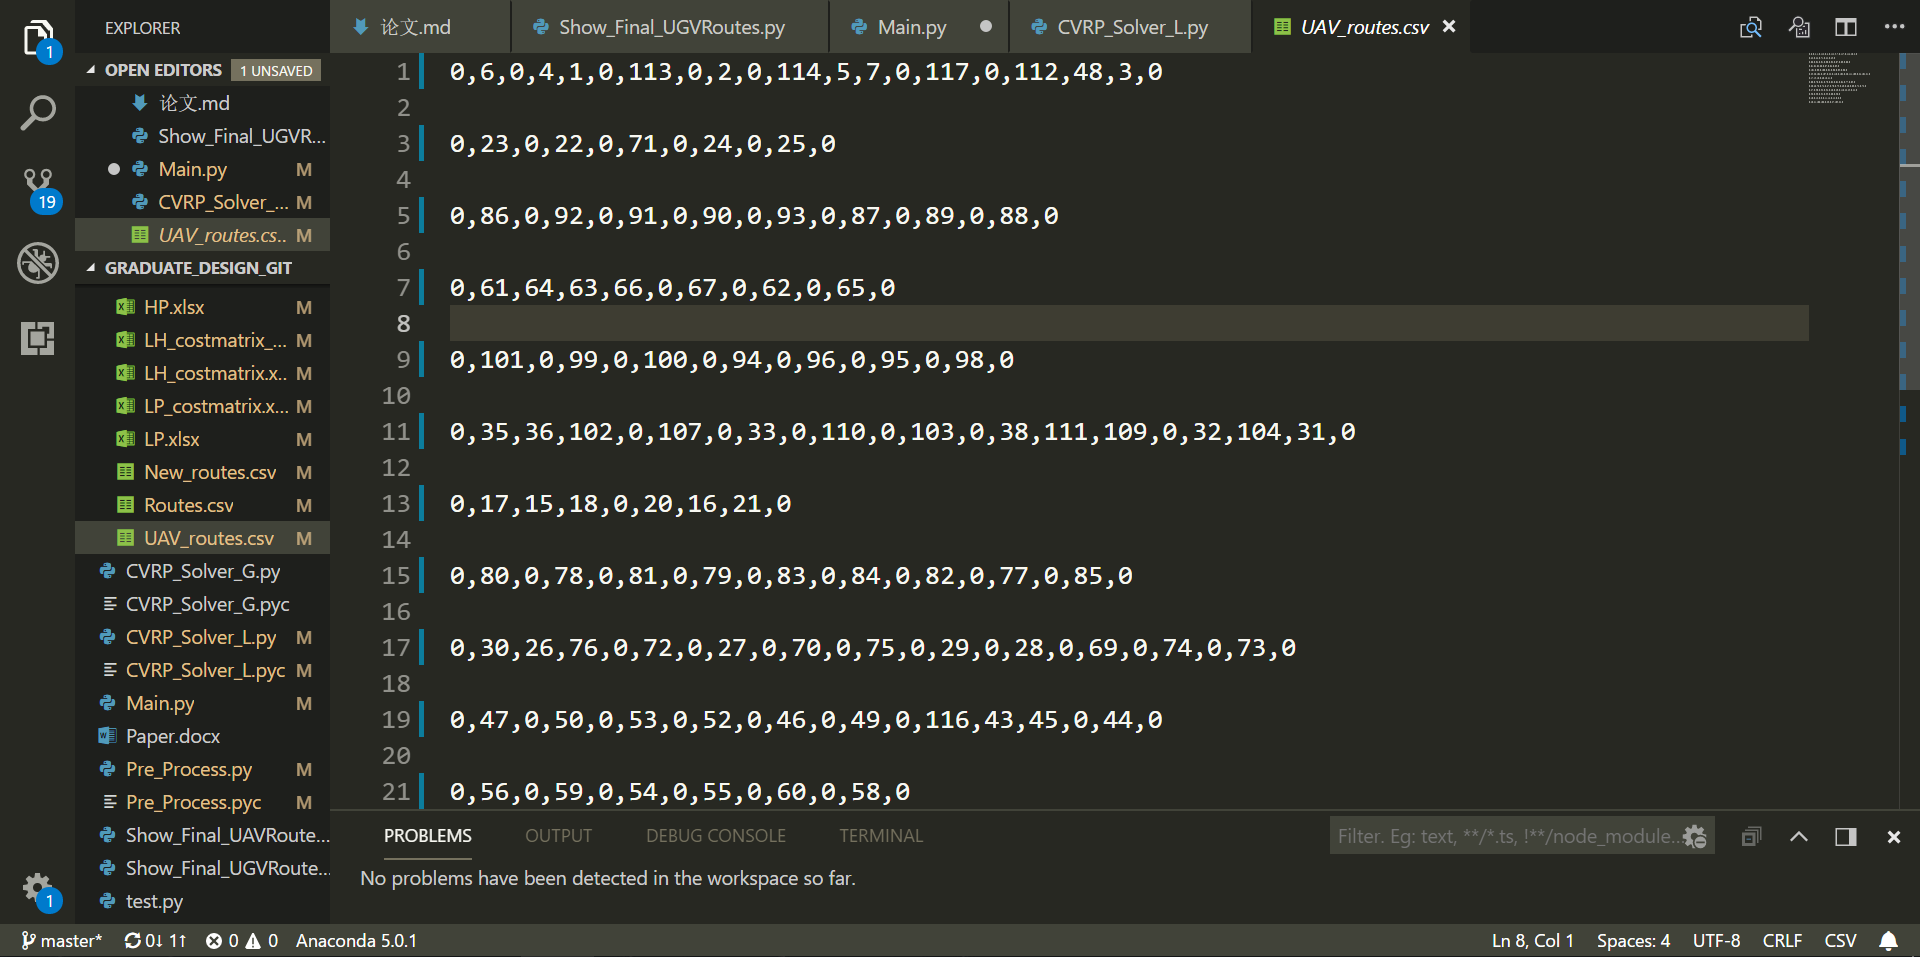 1
EXPLORER
论文.md
Show_Final_UGVRoutes.py
Main.py
CVRP_Solver_L.py
UAV_routes.csv
OPEN EDITORS 1 UNSAVED
论文.md
Show_Final_UGVR...
Main.py M
CVRP_Solver_... M
UAV_routes.cs.. M
19
GRADUATE_DESIGN_GIT
HP.xlsx M
LH_costmatrix_... M
LH_costmatrix.x.. M
LP_costmatrix.x... M
LP.xlsx M
New_routes.csv M
Routes.csv M
UAV_routes.csv M
CVRP_Solver_G.py
CVRP_Solver_G.pyc
CVRP_Solver_L.py M
CVRP_Solver_L.pyc M
Main.py M
Paper.docx
Pre_Process.py M
Pre_Process.pyc M
Show_Final_UAVRoute...
Show_Final_UGVRoute...
test.py
1
1 0,6,0,4,1,0,113,0,2,0,114,5,7,0,117,0,112,48,3,0
2
3 0,23,0,22,0,71,0,24,0,25,0
4
5 0,86,0,92,0,91,0,90,0,93,0,87,0,89,0,88,0
6
7 0,61,64,63,66,0,67,0,62,0,65,0
8
9 0,101,0,99,0,100,0,94,0,96,0,95,0,98,0
10
11 0,35,36,102,0,107,0,33,0,110,0,103,0,38,111,109,0,32,104,31,0
12
13 0,17,15,18,0,20,16,21,0
14
15 0,80,0,78,0,81,0,79,0,83,0,84,0,82,0,77,0,85,0
16
17 0,30,26,76,0,72,0,27,0,70,0,75,0,29,0,28,0,69,0,74,0,73,0
18
19 0,47,0,50,0,53,0,52,0,46,0,49,0,116,43,45,0,44,0
20
21 0,56,0,59,0,54,0,55,0,60,0,58,0
PROBLEMS OUTPUT DEBUG CONSOLE TERMINAL
Filter. Eg: text, **/*.ts, !**/node_module...
No problems have been detected in the workspace so far.
master* 0↓ 1↑ 0 0 Anaconda 5.0.1
Ln 8, Col 1 Spaces: 4 UTF-8 CRLF CSV